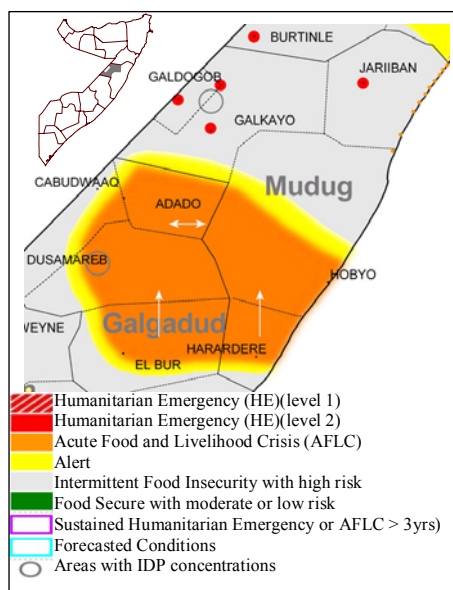 BURTINLE
GALDOGOB
JARIIBAN
GALKAYO
CABUDWAAQ
Mudug
ADADO
DUSAMAREB
HOBYO
WEYNE
Galgadud
HARARDERE
EL BUR
Humanitarian Emergency (HE)(level 1)
Humanitarian Emergency (HE)(level 2)
Acute Food and Livelihood Crisis (AFLC)
Alert
Intermittent Food Insecurity with high risk
Food Secure with moderate or low risk
Sustained Humanitarian Emergency or AFLC > 3yrs)
Forecasted Conditions
Areas with IDP concentrations